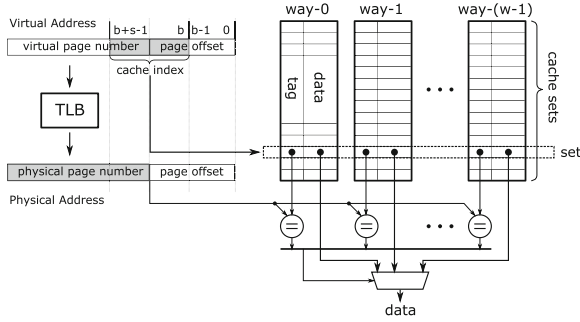 way-0 way-1 way-(w-1)
Virtual Address b+s-1 b b-1 0
virtual page number page offset
cache index
TLB
tag data
cache sets
• • •
set
physical page number page offset
Physical Address
= = • • • =
data